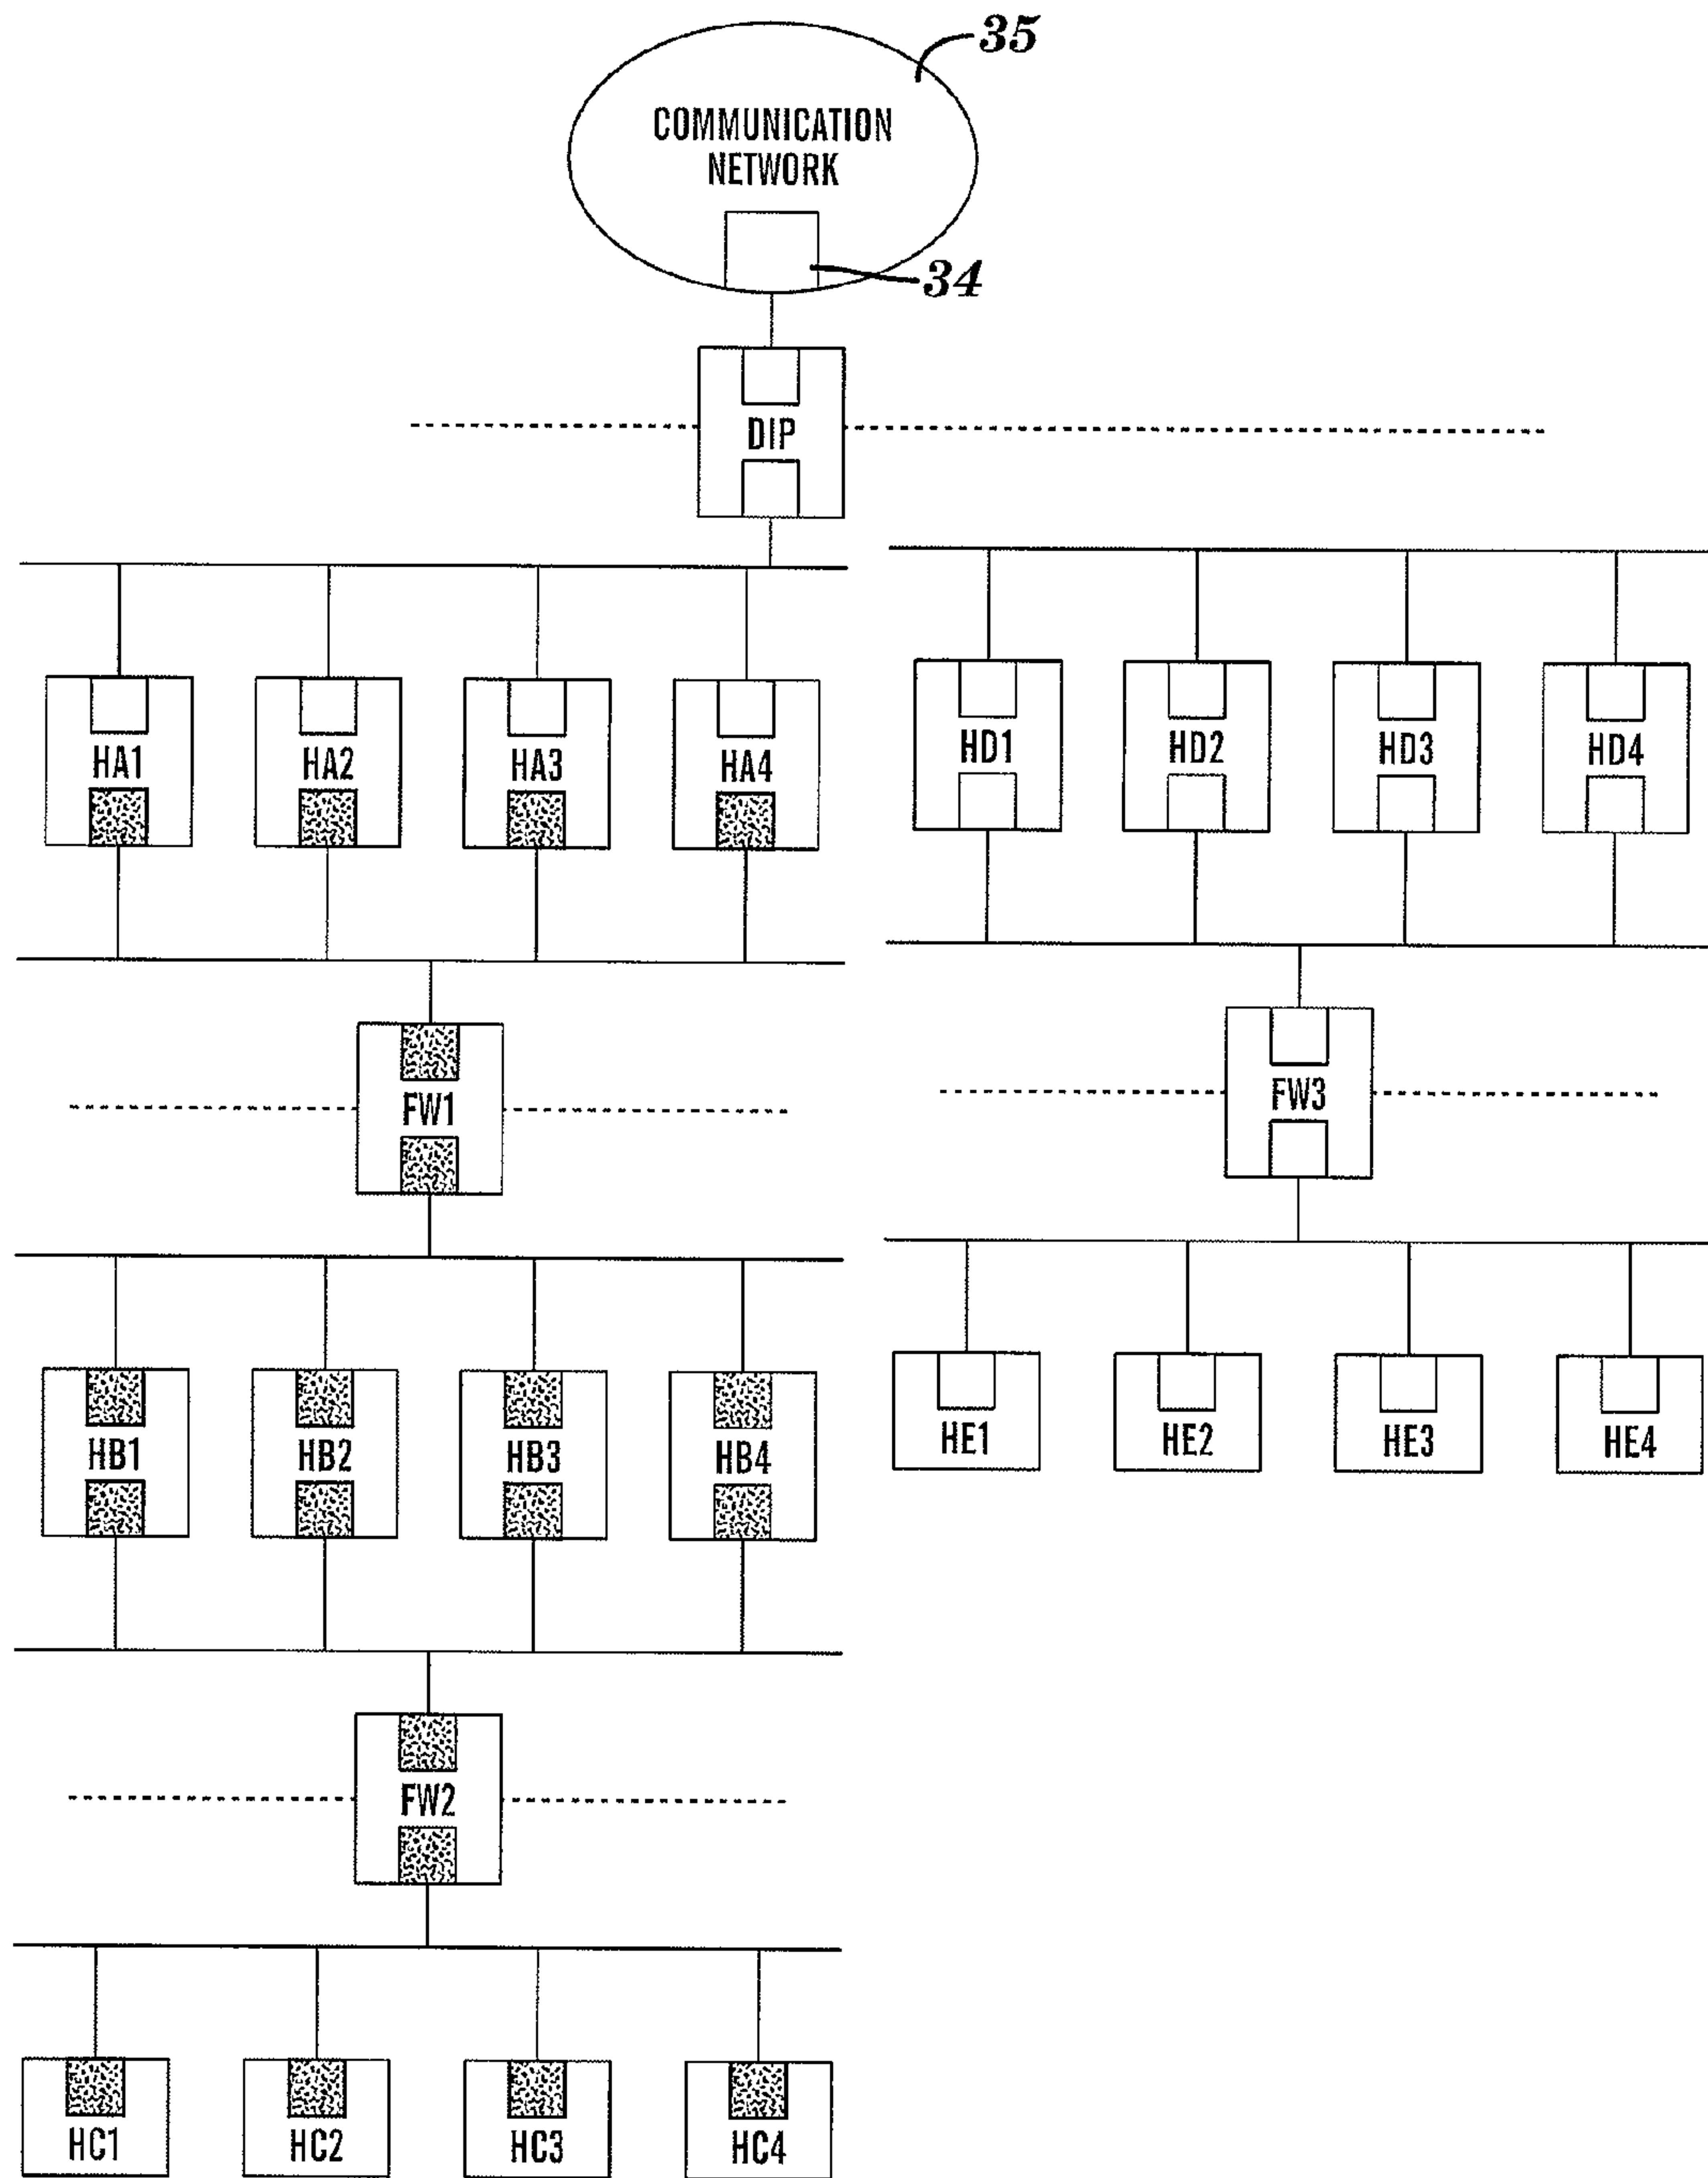 35
COMMUNICATION
NETWORK
34
DIP
HA1 HA2 HA3 HA4
HD1 HD2 HD3 HD4
FW1
FW3
HB1 HB2 HB3 HB4
HE1 HE2 HE3 HE4
FW2
HC1 HC2 HC3 HC4